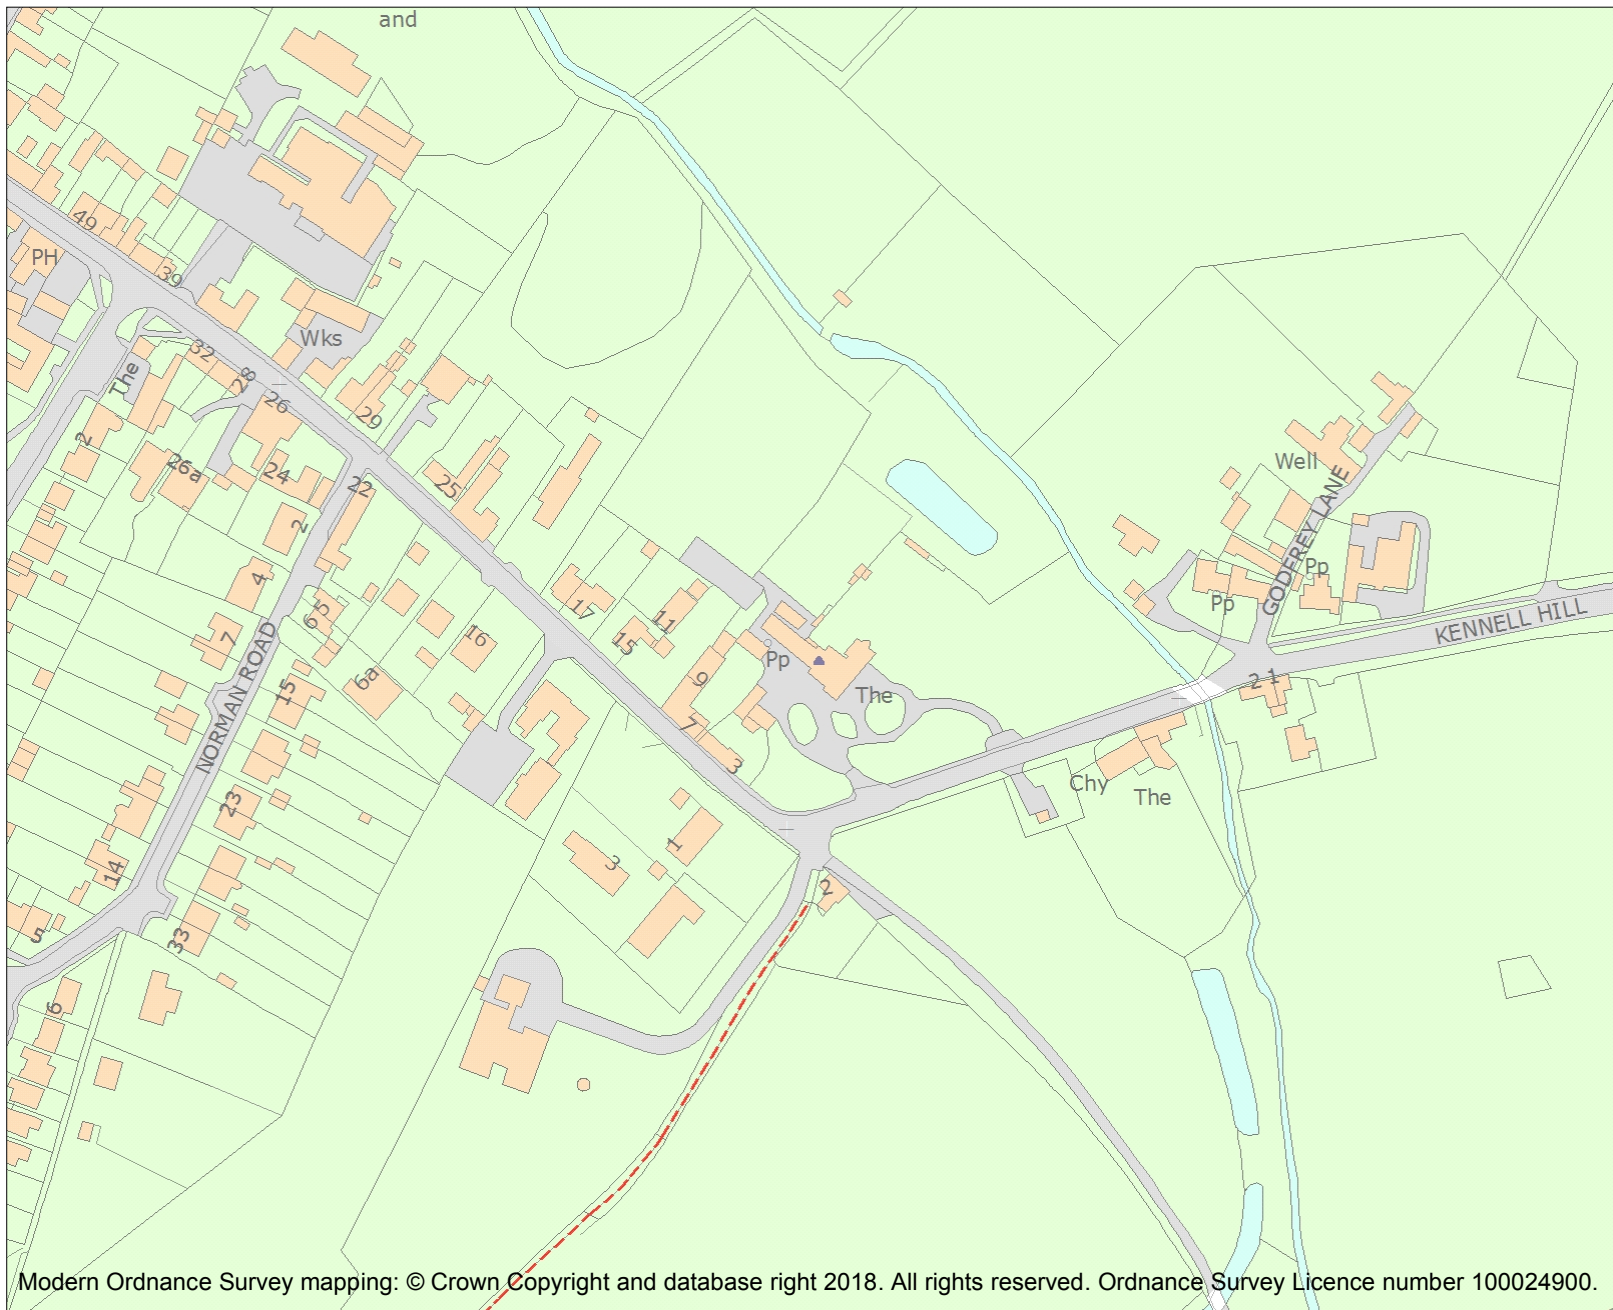 and
49
PH
39
Wks
32
28
The
26
29
2
26a
24
22
25
2
Well
GODFREY LANE
4
Pp
Pp
KENNELL HILL
65
17
11
7
15
16
NORMAN ROAD
Pp
9
The
15
6a
2 1
7
3
Chy
The
23
1
3
14
2
5
33
6
Modern Ordnance Survey mapping: © Crown Copyright and database right 2018. All rights reserved. Ordnance Survey Licence number 100024900.